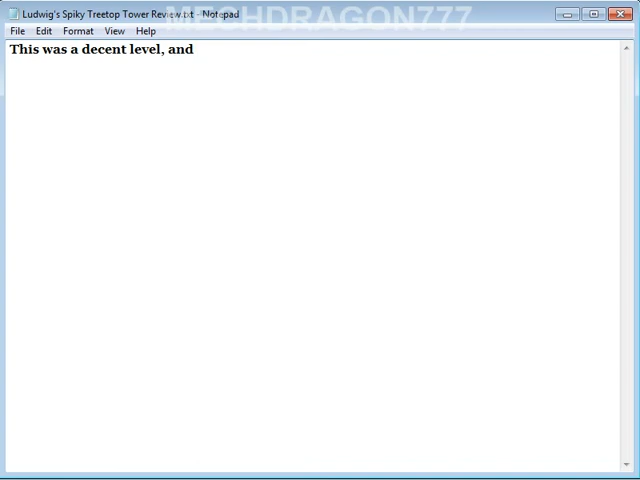 Ludwig's Spiky Treetop Tower Review.txt - Notepad
MECHDRAGON777
File Edit Format View Help
This was a decent level, and